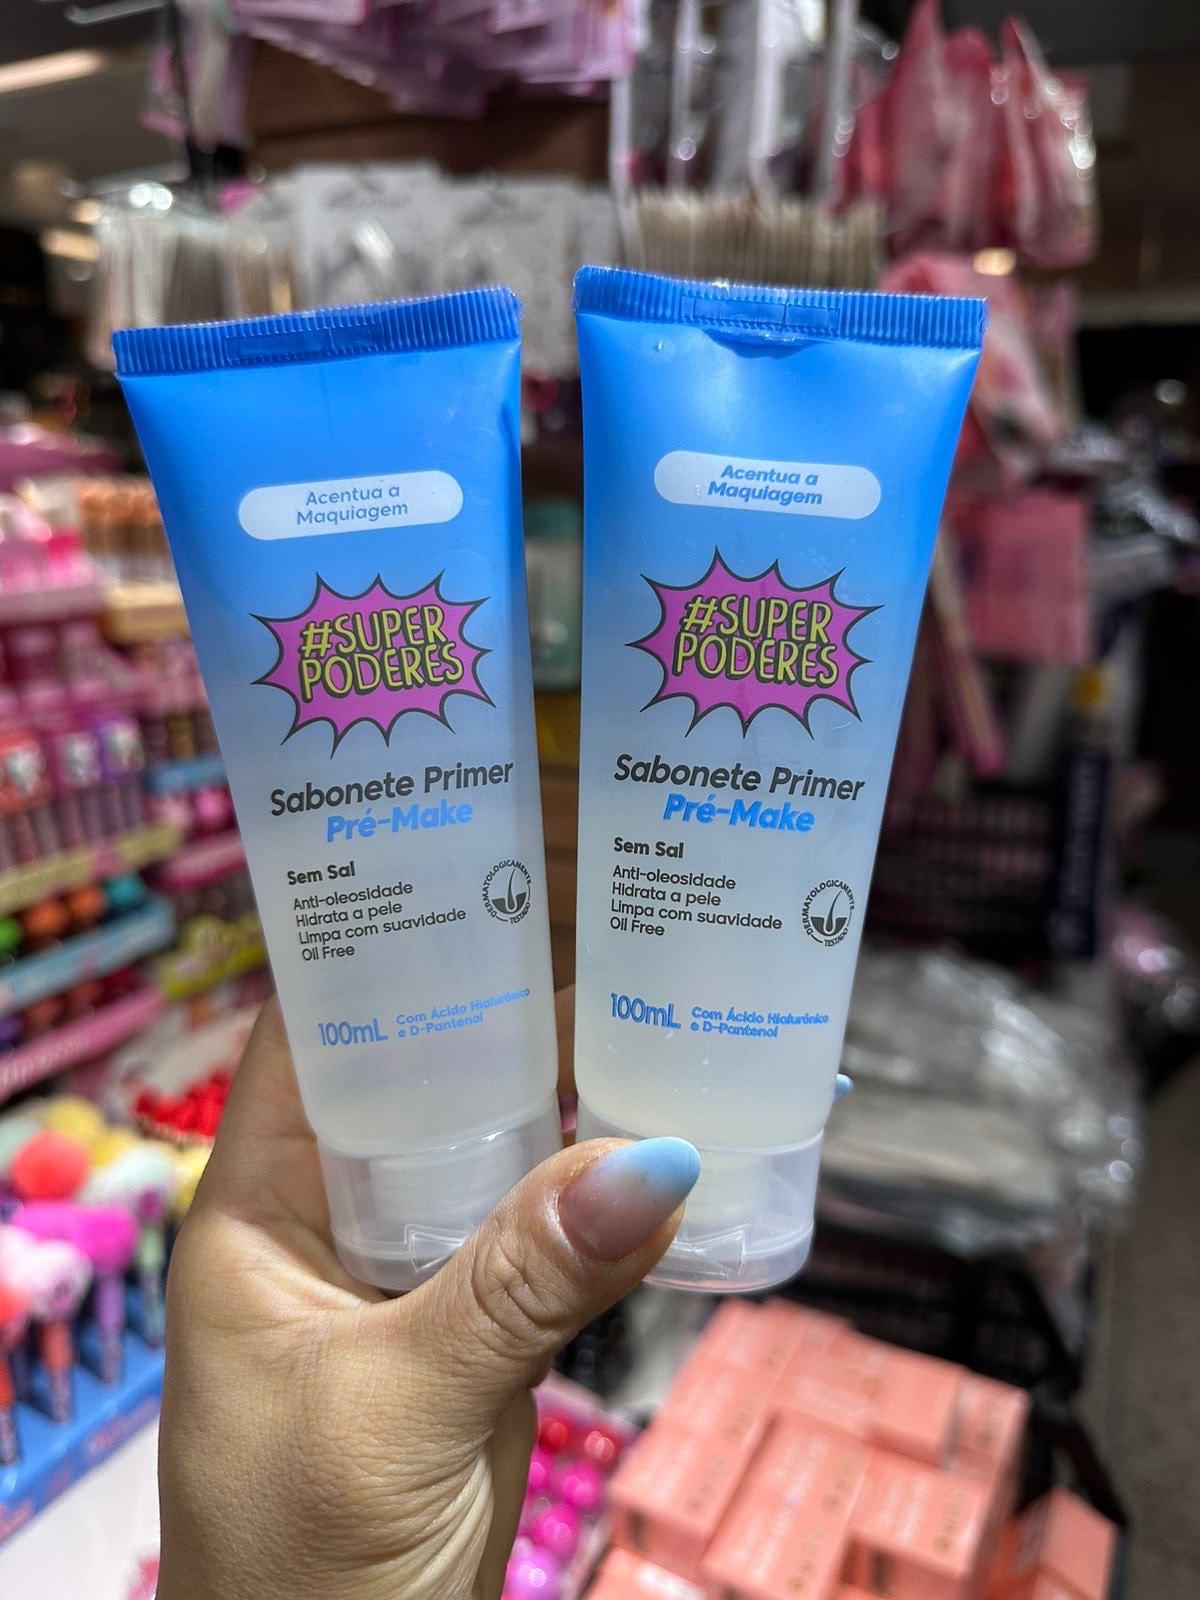 Acentua a
Maquiagem
#SUPER
PODERES
Sabonete Primer
Pré-Make
Sem Sal
Anti-oleosidade
Hidrata a pele
Limpa com suavidade
Oil Free
DERMATOLOGICAMENTE
TESTADO
100mL
Com Ácido Hialurônico
e D-Pantenol
Acentua a
Maquiagem
#SUPER
PODERES
Sabonete Primer
Pré-Make
Sem Sal
Anti-oleosidade
Hidrata a pele
Limpa com suavidade
Oil Free
DERMATOLOGICAMENTE
TESTADO
100mL
Com Ácido Hialurônico
e D-Pantenol